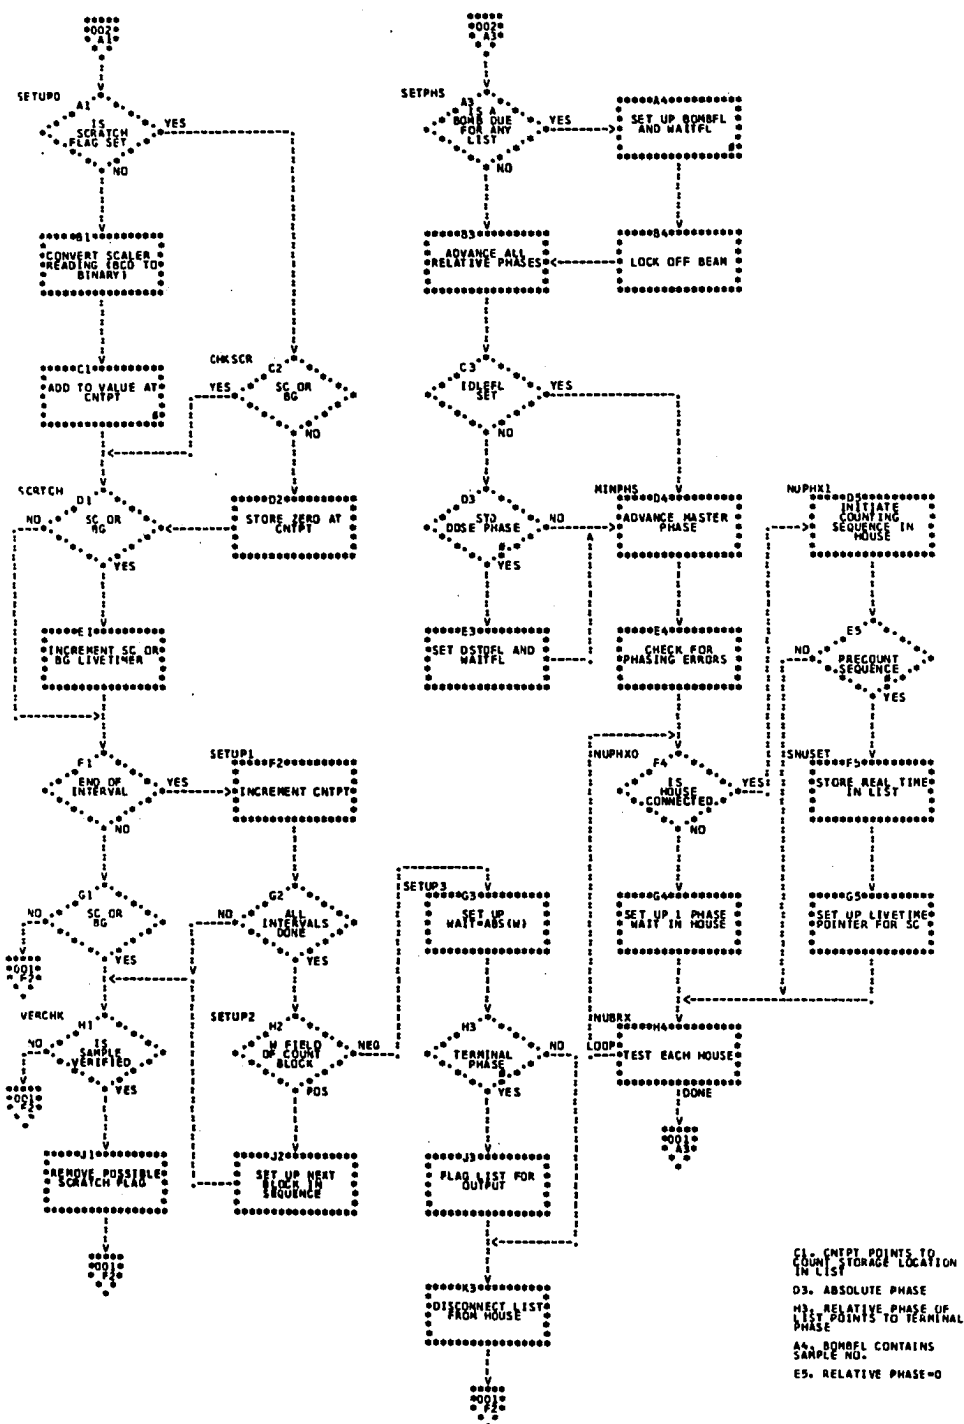 002
A1
002
A3
SETUPO
A1
IS
SCRATCH
FLAG SET
YES
NO
SETPHS
A3
IS A
BOMB DUE
FOR ANY
LIST
YES
NO
A4
SET UP BOMBFL
AND WAITFL
B1
CONVERT SCALER
READING (BCD TO
BINARY)
B3
ADVANCE ALL
RELATIVE PHASES
B4
LOCK OFF BEAM
C1
ADD TO VALUE AT
CNTPT
CHKSCR
C2
SC OR
BG
YES
NO
C3
IDLEFL
SET
YES
NO
SCRTCH
D1
SC OR
BG
NO
YES
D2
STORE ZERO AT
CNTPT
D3
STD
DOSE PHASE
NO
YES
MINPHS
D4
ADVANCE MASTER
PHASE
NUPHX1
D5
INITIATE
COUNTING
SEQUENCE IN
HOUSE
E1
INCREMENT SC OR
BG LIVETIMER
E3
SET DSTDFL AND
WAITFL
E4
CHECK FOR
PHASING ERRORS
E5
PRECOUNT
SEQUENCE
NO
YES
F1
END OF
INTERVAL
YES
NO
SETUP1
F2
INCREMENT CNTPT
NUPHXO
F4
IS
HOUSE
CONNECTED
YES
NO
SNUSET
F5
STORE REAL TIME
IN LIST
G1
SC OR
BG
NO
YES
001
F2
G2
ALL
INTERVALS
DONE
NO
YES
SETUP3
G3
SET UP
WAIT=ABS(W)
G4
SET UP 1 PHASE
WAIT IN HOUSE
G5
SET UP LIVETIME
POINTER FOR SC
VERCHK
H1
IS
SAMPLE
VERIFIED
NO
YES
001
F2
SETUP2
H2
W FIELD
OF COUNT
BLOCK
NEG
POS
H3
TERMINAL
PHASE
NO
YES
NUBRX
H4
TEST EACH HOUSE
LOOP
DONE
001
A3
J1
REMOVE POSSIBLE
SCRATCH FLAG
J2
SET UP NEXT
BLOCK IN
SEQUENCE
J3
FLAG LIST FOR
OUTPUT
001
F2
K3
DISCONNECT LIST
FROM HOUSE
001
F2
C1. CNTPT POINTS TO
COUNT STORAGE LOCATION
IN LIST
D3. ABSOLUTE PHASE
H3. RELATIVE PHASE OF
LIST POINTS TO TERMINAL
PHASE
A4. BOMBFL CONTAINS
SAMPLE NO.
E5. RELATIVE PHASE=0